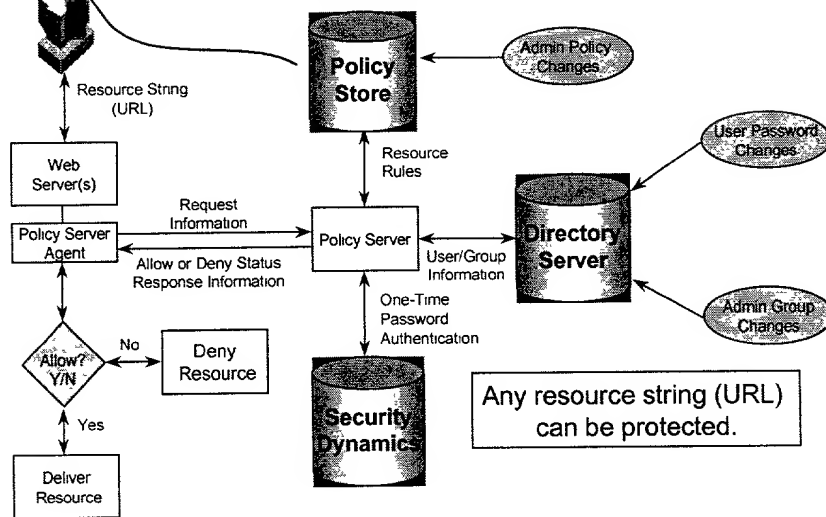 Policy
Store
Admin Policy
Changes
Resource String
(URL)
User Password
Changes
Web
Server(s)
Resource
Rules
Request
Information
Policy Server
Agent
Policy Server
Directory
Server
Allow or Deny Status
Response Information
User/Group
Information
One-Time
Password
Authentication
Admin Group
Changes
Allow?
Y/N
No
Deny
Resource
Security
Dynamics
Any resource string (URL)
can be protected.
Yes
Deliver
Resource